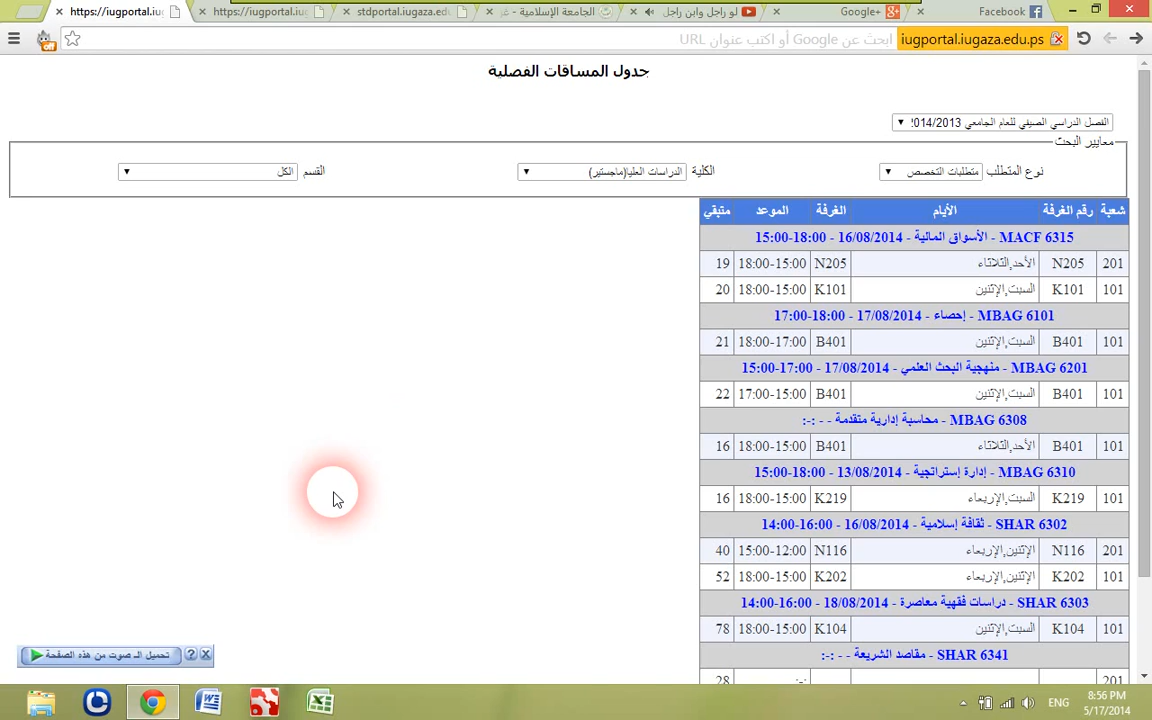 https://iugportal.iu
https://iugportal.iu
stdportal.iugaza.edu
الجامعة الإسلامية - غز
لو راجل وابن راجل
Google+
Facebook
ابحث عن Google أو اكتب عنوان URL
iugportal.iugaza.edu.ps
off
جدول المساقات الفصلية
الفصل الدراسي الصيفي للعام الجامعي 014/2013
معايير البحث
نوع المتطلب متطلبات التخصص الكلية الدراسات العليا(ماجستير) القسم الكل
شعبة رقم الغرفة الأيام الغرفة الموعد متبقي
MACF 6315 - الأسواق المالية - 16/08/2014 - 15:00-18:00
201 N205 الأحد,الثلاثاء N205 18:00-15:00 19
101 K101 السبت,الإثنين K101 18:00-15:00 20
MBAG 6101 - إحصاء - 17/08/2014 - 17:00-18:00
101 B401 السبت,الإثنين B401 18:00-17:00 21
MBAG 6201 - منهجية البحث العلمي - 17/08/2014 - 15:00-17:00
101 B401 السبت,الإثنين B401 17:00-15:00 22
MBAG 6308 - محاسبة إدارية متقدمة - - :-:
101 B401 الأحد,الثلاثاء B401 18:00-15:00 16
MBAG 6310 - إدارة إستراتجية - 13/08/2014 - 15:00-18:00
101 K219 السبت,الإربعاء K219 18:00-15:00 16
SHAR 6302 - ثقافة إسلامية - 16/08/2014 - 14:00-16:00
201 N116 الإثنين,الإربعاء N116 15:00-12:00 40
101 K202 الإثنين,الإربعاء K202 18:00-15:00 52
SHAR 6303 - دراسات فقهية معاصرة - 18/08/2014 - 14:00-16:00
101 K104 السبت,الإثنين K104 18:00-15:00 78
SHAR 6341 - مقاصد الشريعة - - :-:
201 -:- 28
تحميل الـ صوت من هذه الصفحة
ENG
8:56 PM
5/17/2014